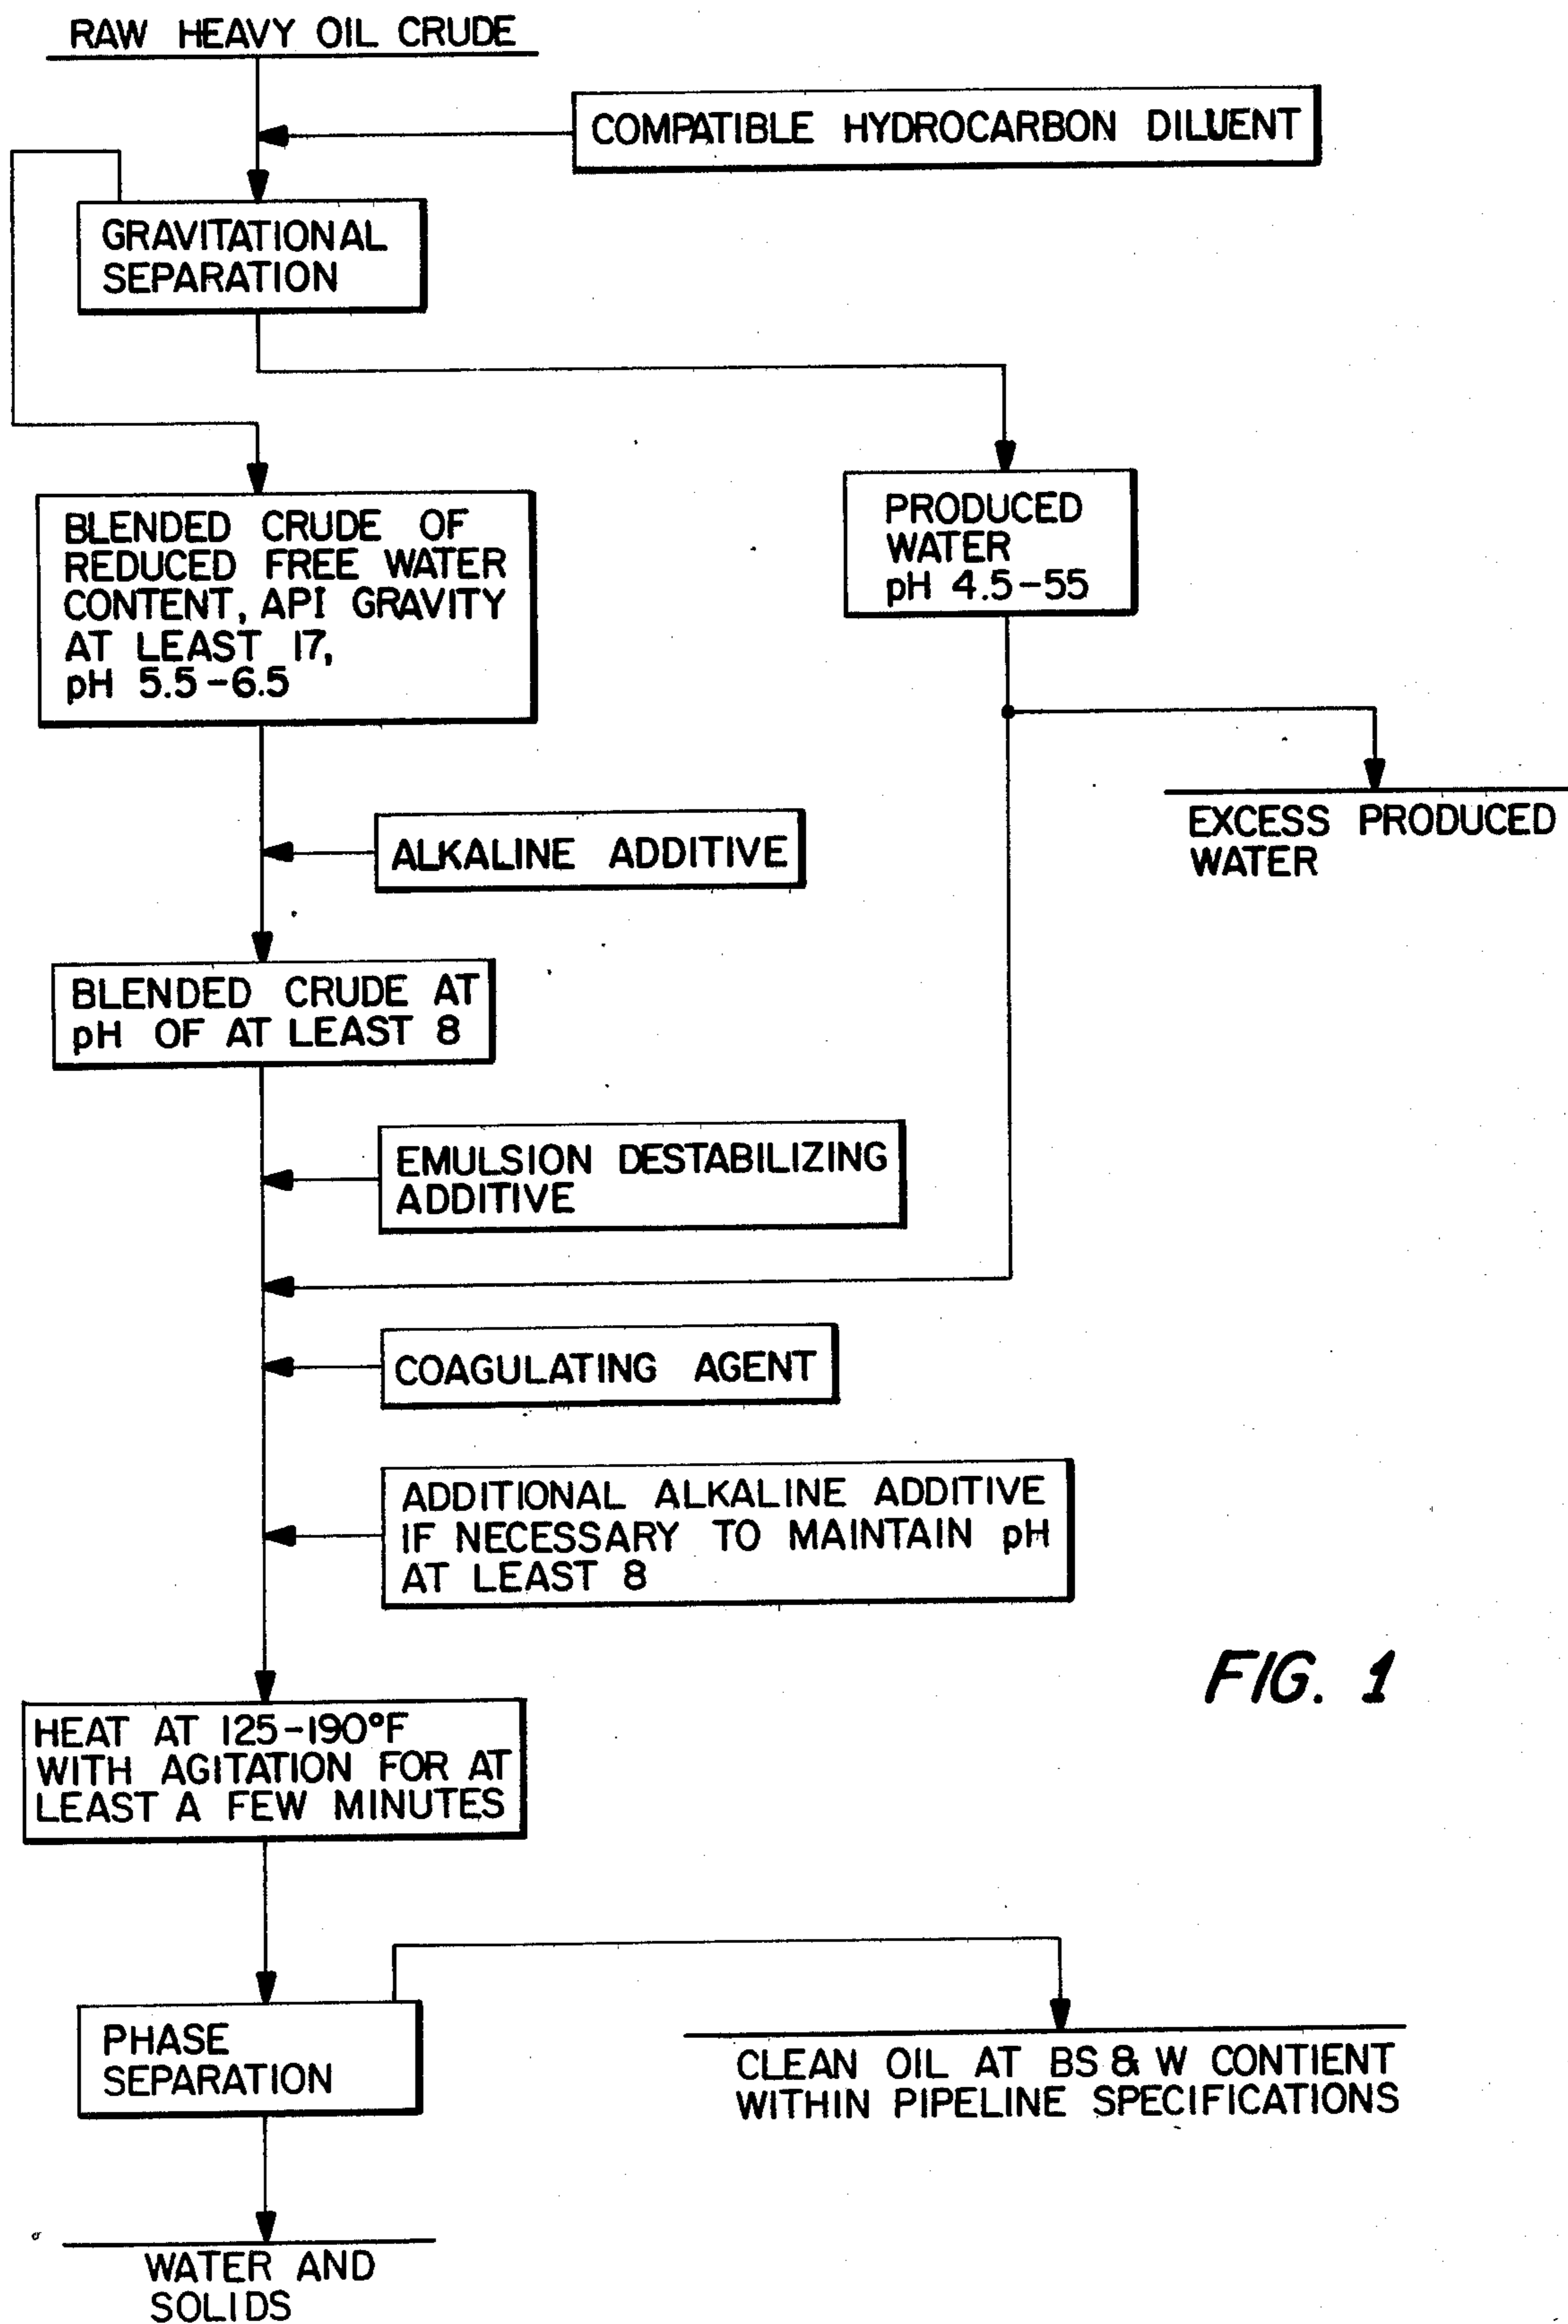 RAW HEAVY OIL CRUDE
COMPATIBLE HYDROCARBON DILUENT
GRAVITATIONAL
SEPARATION
BLENDED CRUDE OF
REDUCED FREE WATER
CONTENT, API GRAVITY
AT LEAST 17,
pH 5.5-6.5
PRODUCED
WATER
pH 4.5-55
EXCESS PRODUCED
WATER
ALKALINE ADDITIVE
BLENDED CRUDE AT
pH OF AT LEAST 8
EMULSION DESTABILIZING
ADDITIVE
COAGULATING AGENT
ADDITIONAL ALKALINE ADDITIVE
IF NECESSARY TO MAINTAIN pH
AT LEAST 8
FIG. 1
HEAT AT 125-190°F
WITH AGITATION FOR AT
LEAST A FEW MINUTES
PHASE
SEPARATION
CLEAN OIL AT BS & W CONTIENT
WITHIN PIPELINE SPECIFICATIONS
WATER AND
SOLIDS